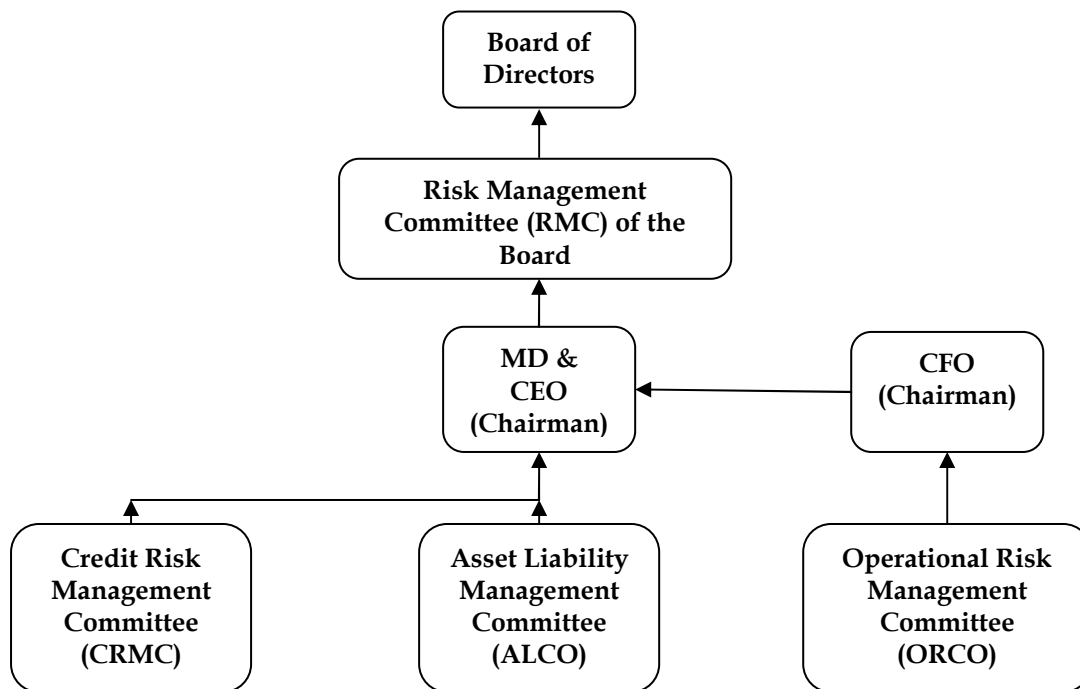 Board of
Directors
Risk Management
Committee (RMC) of the
Board
MD &
CEO
(Chairman)
CFO
(Chairman)
Credit Risk
Management
Committee
(CRMC)
Asset Liability
Management
Committee
(ALCO)
Operational Risk
Management
Committee
(ORCO)